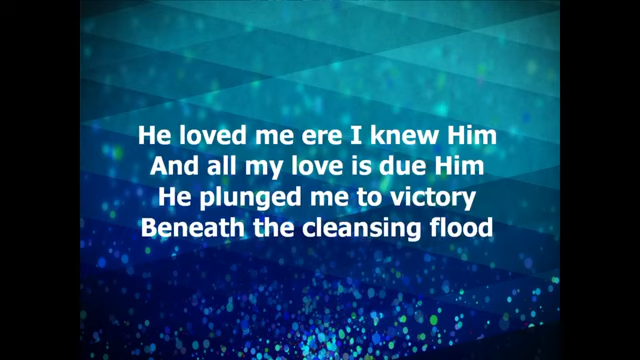 He loved me ere I knew Him
And all my love is due Him
He plunged me to victory
Beneath the cleansing flood